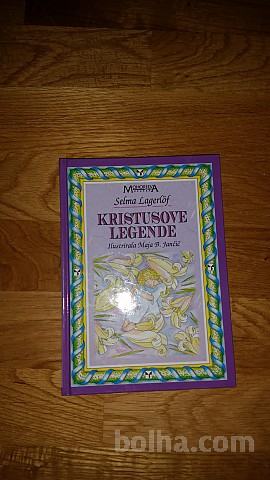 Selma Lagerlöf
KRISTUSOVE
LEGENDE
Ilustrirala Maja B. Jančič
bolha.com